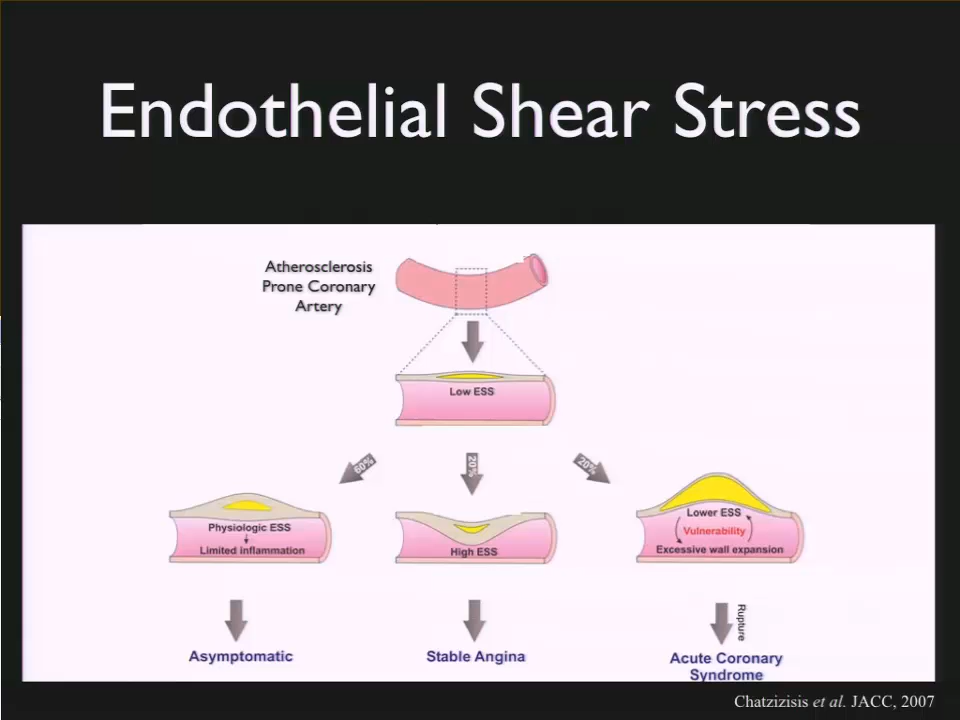 Endothelial Shear Stress
Atherosclerosis
Prone Coronary
Artery
Low ESS
60%
20%
20%
Physiologic ESS
Limited inflammation
High ESS
Lower ESS
Vulnerability
Excessive wall expansion
Rupture
Asymptomatic
Stable Angina
Acute Coronary
Syndrome
Chatzizisis et al. JACC, 2007